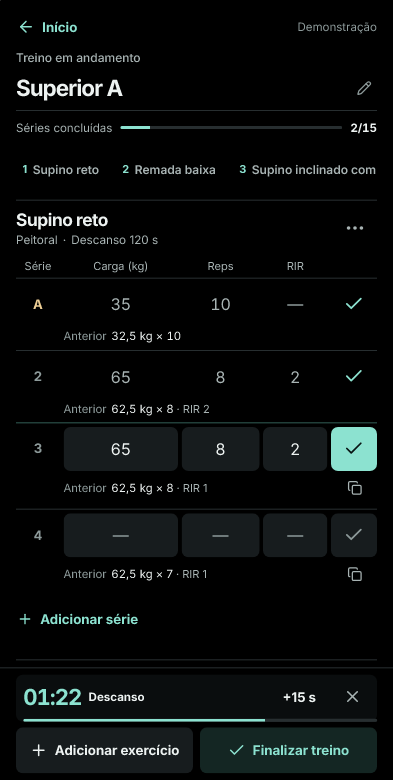 Início
Demonstração
Treino em andamento
Superior A
Séries concluídas 2/15
1 Supino reto 2 Remada baixa 3 Supino inclinado com
Supino reto
Peitoral · Descanso 120 s
Série Carga (kg) Reps RIR
A 35 10 —
Anterior 32,5 kg × 10
2 65 8 2
Anterior 62,5 kg × 8 · RIR 2
3 65 8 2
Anterior 62,5 kg × 8 · RIR 1
4 — — —
Anterior 62,5 kg × 7 · RIR 1
+ Adicionar série
01:22 Descanso +15 s
+ Adicionar exercício Finalizar treino